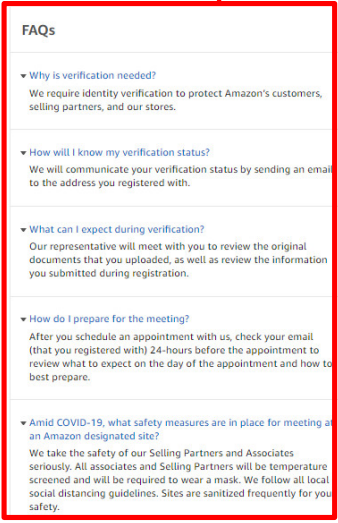 FAQs
Why is verification needed?
We require identity verification to protect Amazon's customers,
selling partners, and our stores.
How will I know my verification status?
We will communicate your verification status by sending an email
to the address you registered with.
What can I expect during verification?
Our representative will meet with you to review the original
documents that you uploaded, as well as review the information
you submitted during registration.
How do I prepare for the meeting?
After you schedule an appointment with us, check your email
(that you registered with) 24-hours before the appointment to
review what to expect on the day of the appointment and how to
best prepare.
Amid COVID-19, what safety measures are in place for meeting at
an Amazon designated site?
We take the safety of our Selling Partners and Associates
seriously. All associates and Selling Partners will be temperature
screened and will be required to wear a mask. We follow all local
social distancing guidelines. Sites are sanitized frequently for you
safety.